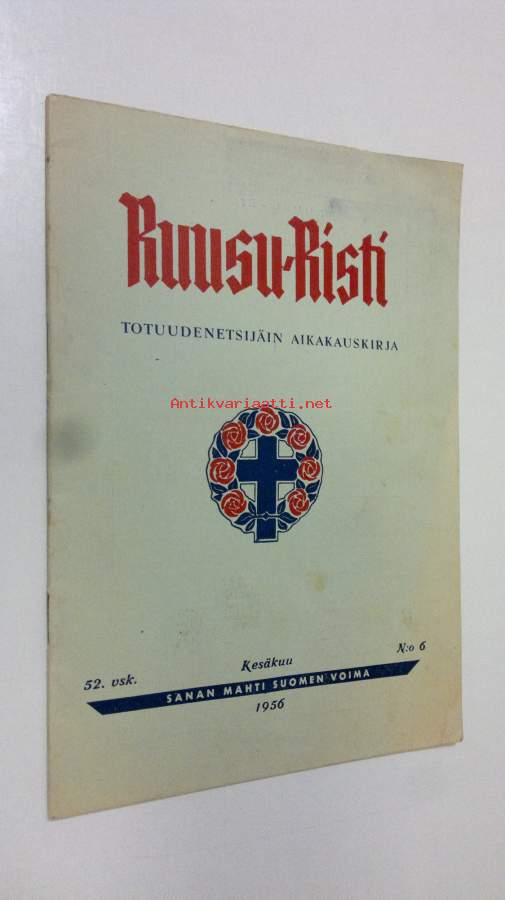 Ruusu-Risti
TOTUUDENETSIJÄIN AIKAKAUSKIRJA
Antikvariaatti.net
52. vsk.
Kesäkuu
N:o 6
SANAN MAHTI SUOMEN VOIMA
1956